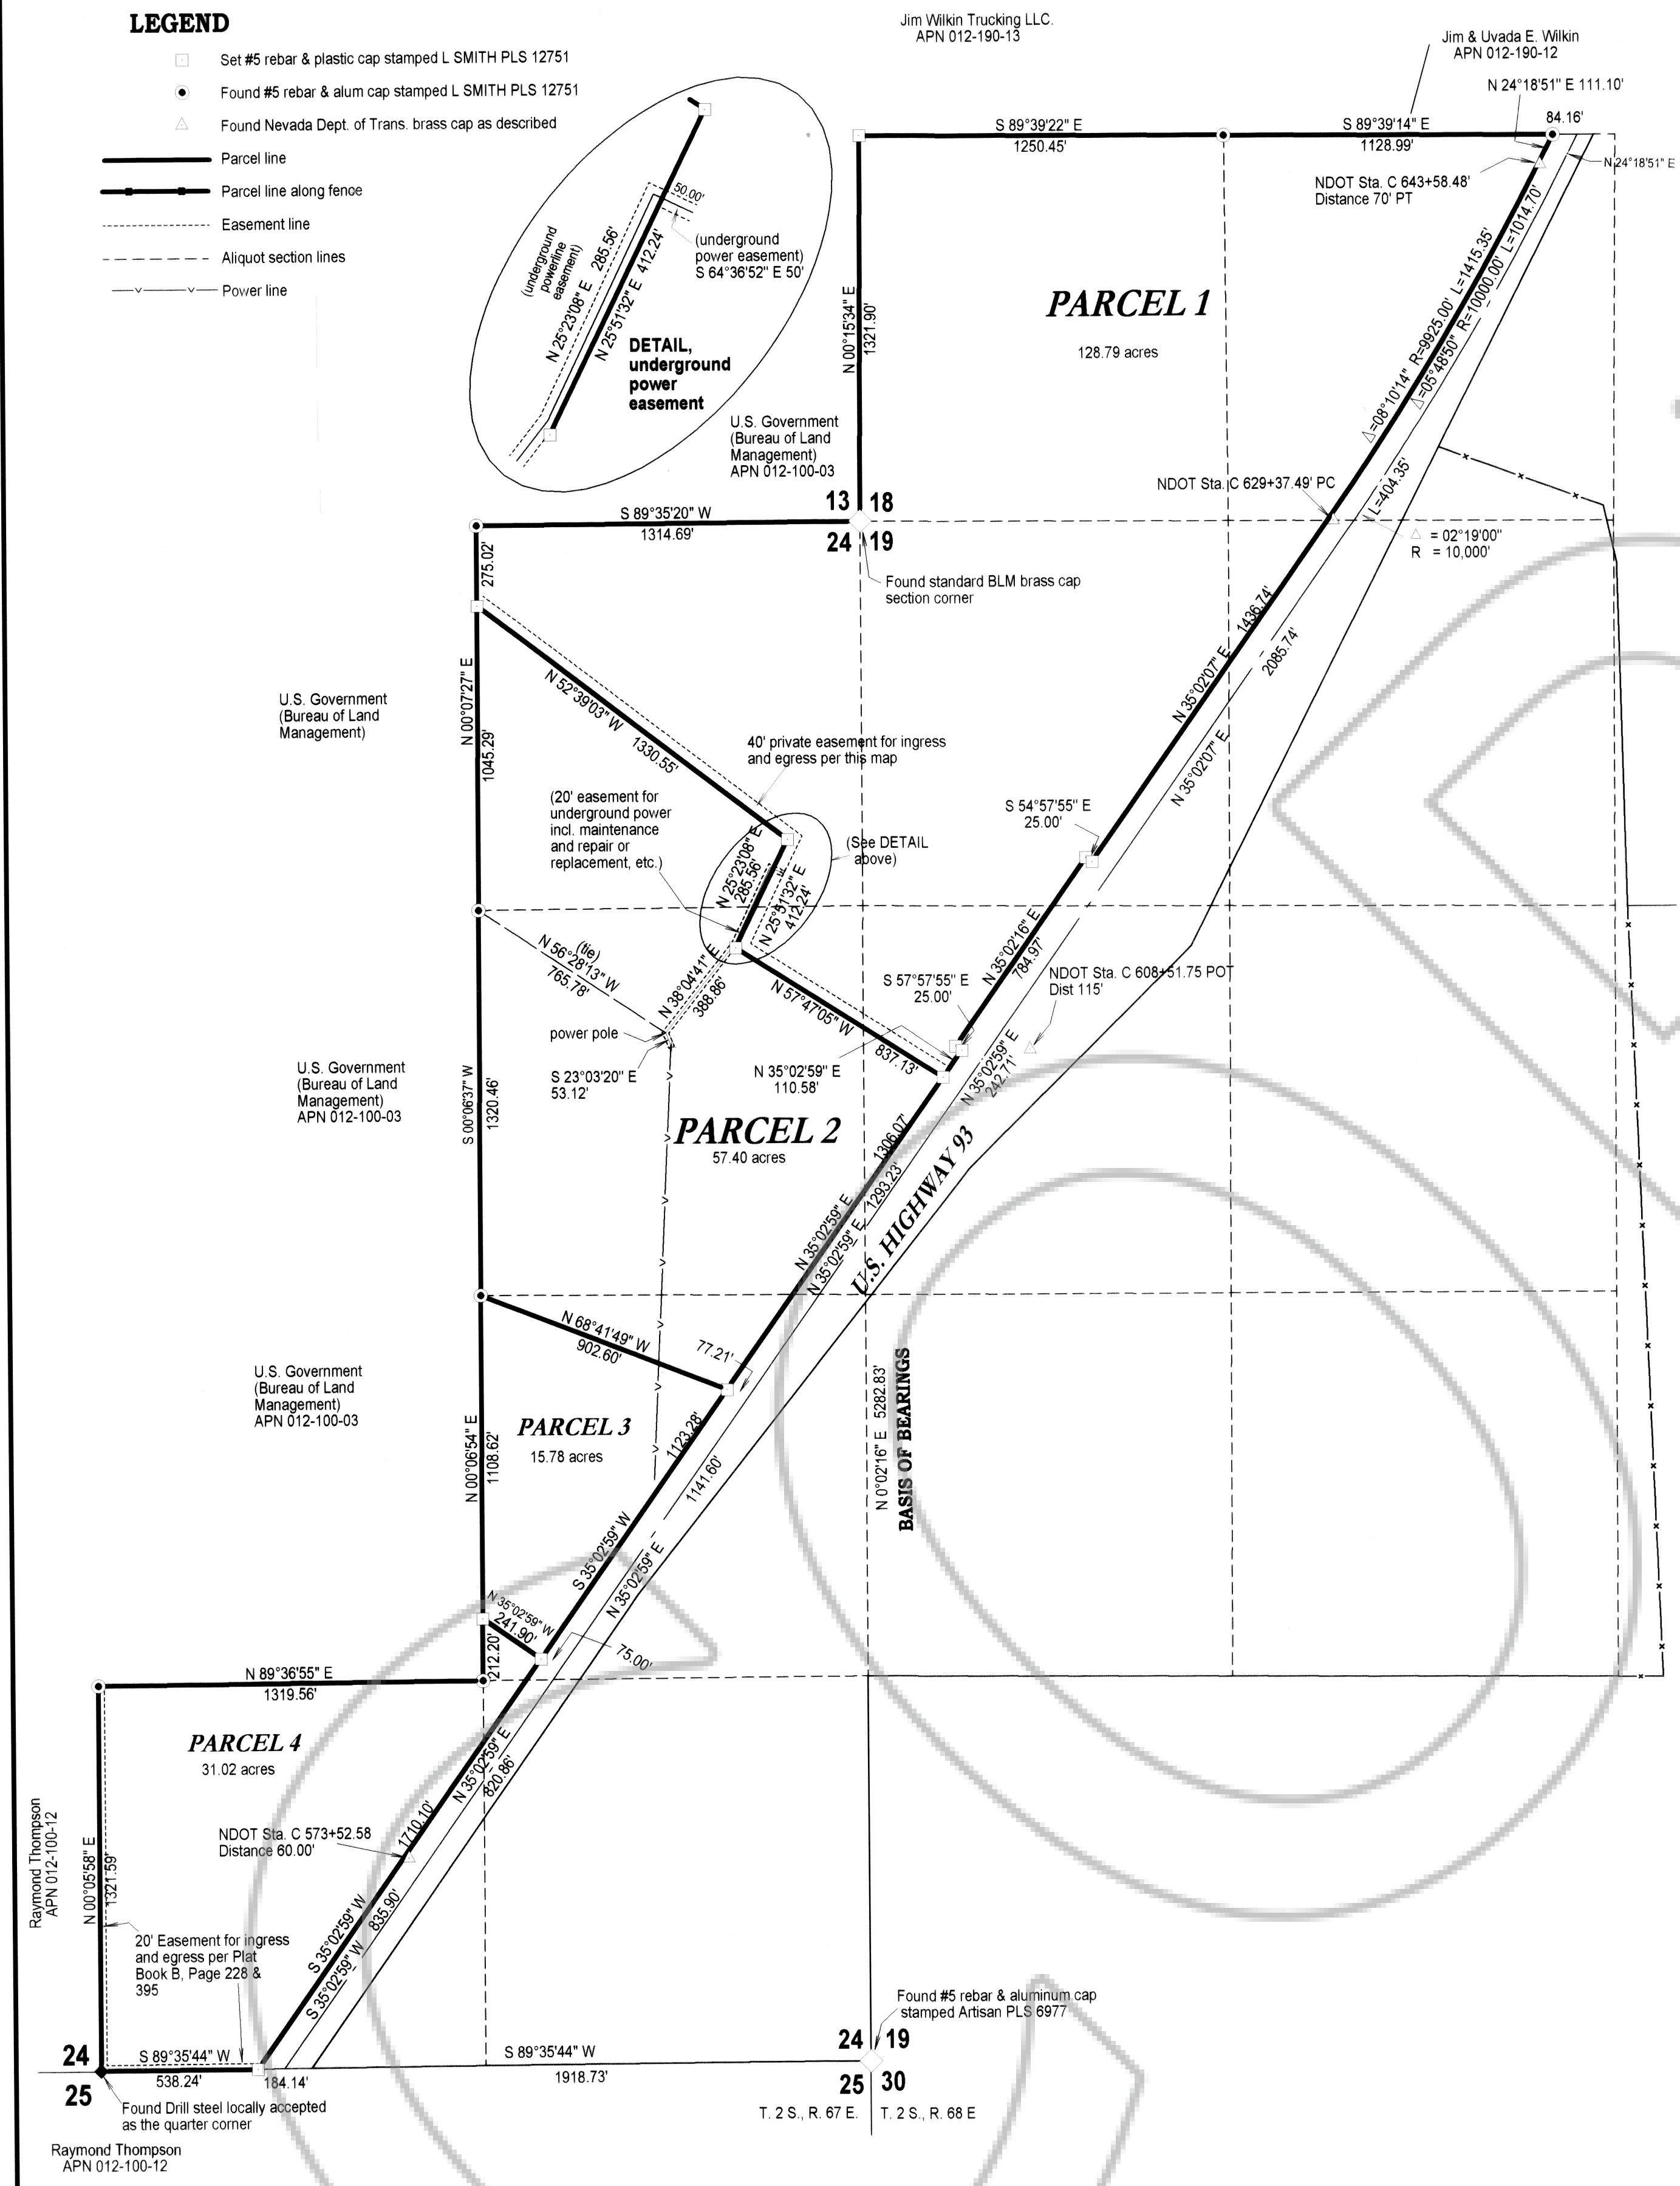 LEGEND
Set #5 rebar & plastic cap stamped L SMITH PLS 12751
Found #5 rebar & alum cap stamped L SMITH PLS 12751
Found Nevada Dept. of Trans. brass cap as described
Parcel line
Parcel line along fence
Easement line
Aliquot section lines
Power line
Jim Wilkin Trucking LLC.
APN 012-190-13
Jim & Uvada E. Wilkin
APN 012-190-12
N 24°18'51" E 111.10'
84.16'
S 89°39'22" E
1250.45'
S 89°39'14" E
1128.99'
N 24°18'51" E
NDOT Sta. C 643+58.48'
Distance 70' PT
50.00'
(underground
power easement)
S 64°36'52" E 50'
(underground
powerline
easement)
N 25°23'08" E 285.56'
N 25°51'32" E 412.24'
DETAIL,
underground
power
easement
N 00°15'34" E
1321.90'
PARCEL 1
128.79 acres
Δ=08°10'14" R=9925.00' L=1415.35'
Δ=05°48'50" R=10000.00' L=1014.70'
U.S. Government
(Bureau of Land
Management)
APN 012-100-03
NDOT Sta. C 629+37.49' PC
L=404.35'
Δ = 02°19'00"
R = 10,000'
13 18
24 19
S 89°35'20" W
1314.69'
275.02'
Found standard BLM brass cap
section corner
N 00°07'27" E
1045.29'
N 52°39'03" W
1330.55'
U.S. Government
(Bureau of Land
Management)
40' private easement for ingress
and egress per this map
N 35°02'07" E
1436.74'
N 35°02'07" E
2085.74'
(20' easement for
underground power
incl. maintenance
and repair or
replacement, etc.)
N 25°23'08" E
285.56'
N 25°51'32" E
412.24'
(See DETAIL
above)
S 54°57'55" E
25.00'
N 35°02'16" E
784.97'
(tie)
N 56°28'13" W
765.78'
N 38°04'41" E
388.86'
power pole
S 23°03'20" E
53.12'
N 57°47'05" W
837.13'
S 57°57'55" E
25.00'
NDOT Sta. C 608+51.75 POT
Dist 115'
N 35°02'59" E
110.58'
N 35°02'59" E
242.71'
U.S. Government
(Bureau of Land
Management)
APN 012-100-03
S 00°06'37" W
1320.46'
PARCEL 2
57.40 acres
N 35°02'59" E
1306.07'
N 35°02'59" E
1293.23'
U.S. HIGHWAY 93
N 68°41'49" W
902.60'
77.21'
U.S. Government
(Bureau of Land
Management)
APN 012-100-03
N 00°06'54" E
1108.62'
PARCEL 3
15.78 acres
1123.28'
S 35°02'59" W
1141.60'
N 35°02'59" E
N 0°02'16" E 5282.83'
BASIS OF BEARINGS
N 35°02'59" W
241.90'
212.20'
75.00'
N 89°36'55" E
1319.56'
PARCEL 4
31.02 acres
N 35°02'59" E
820.86'
NDOT Sta. C 573+52.58
Distance 60.00'
1710.10'
S 35°02'59" W
835.90'
S 35°02'59" W
Raymond Thompson
APN 012-100-12
N 00°05'58" E
1321.59'
20' Easement for ingress
and egress per Plat
Book B, Page 228 &
395
Found #5 rebar & aluminum cap
stamped Artisan PLS 6977
24
25
S 89°35'44" W
538.24'
184.14'
S 89°35'44" W
1918.73'
24 19
25 30
T. 2 S., R. 67 E.
T. 2 S., R. 68 E
Found Drill steel locally accepted
as the quarter corner
Raymond Thompson
APN 012-100-12